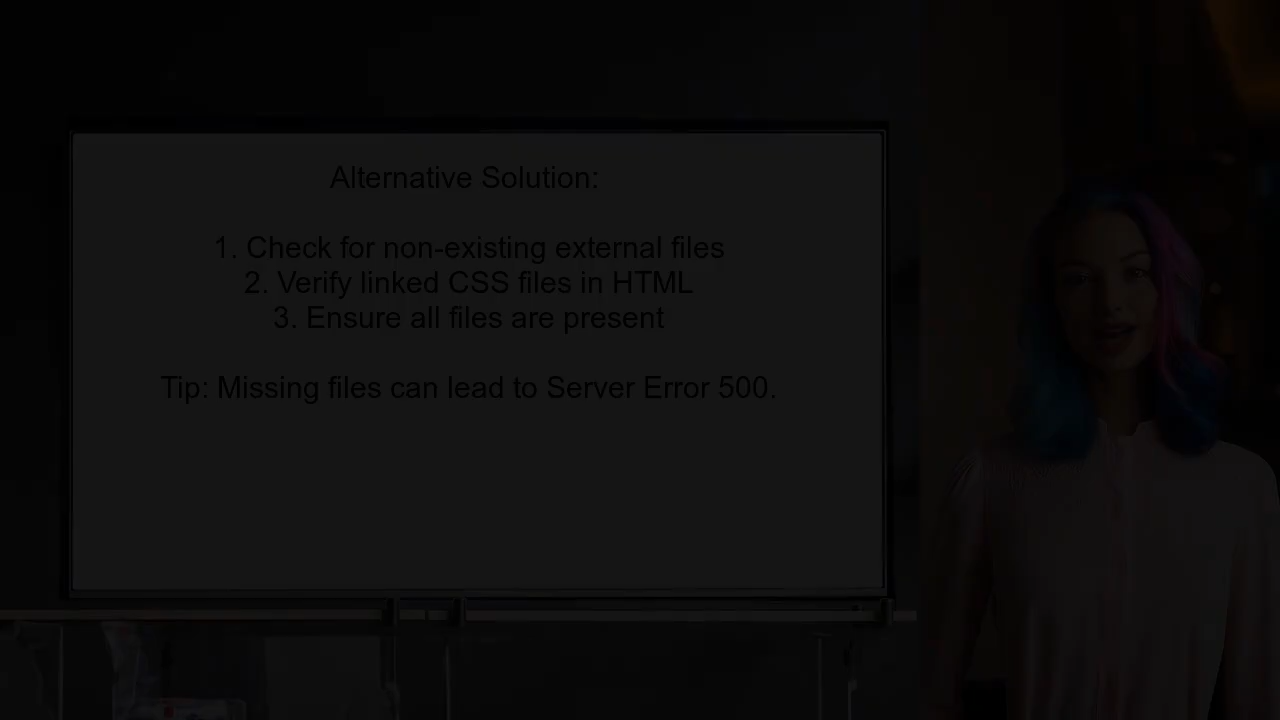 Alternative Solution:
1. Check for non-existing external files
2. Verify linked CSS files in HTML
3. Ensure all files are present
Tip: Missing files can lead to Server Error 500.